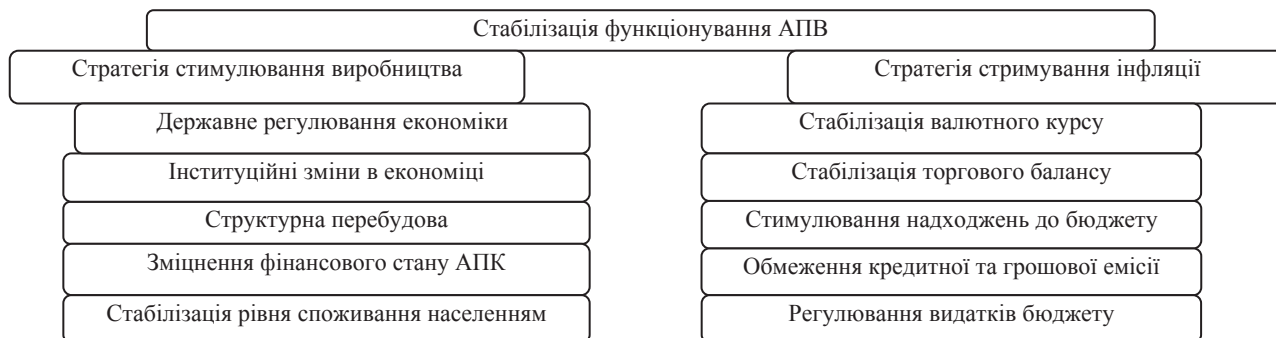 Стабілізація функціонування АПВ
Стратегія стимулювання виробництва
Стратегія стримування інфляції
Державне регулювання економіки
Стабілізація валютного курсу
Інституційні зміни в економіці
Стабілізація торгового балансу
Структурна перебудова
Стимулювання надходжень до бюджету
Зміцнення фінансового стану АПК
Обмеження кредитної та грошової емісії
Стабілізація рівня споживання населенням
Регулювання видатків бюджету